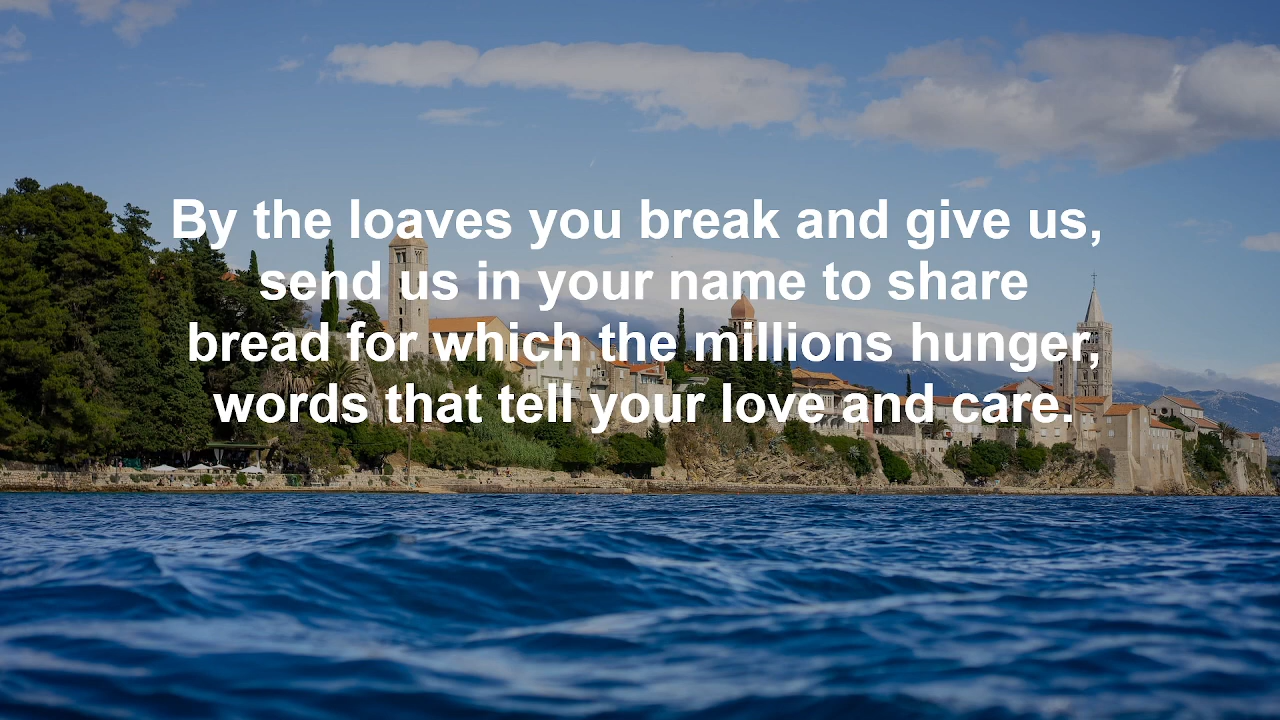 By the loaves you break and give us,
send us in your name to share
bread for which the millions hunger,
words that tell your love and care.